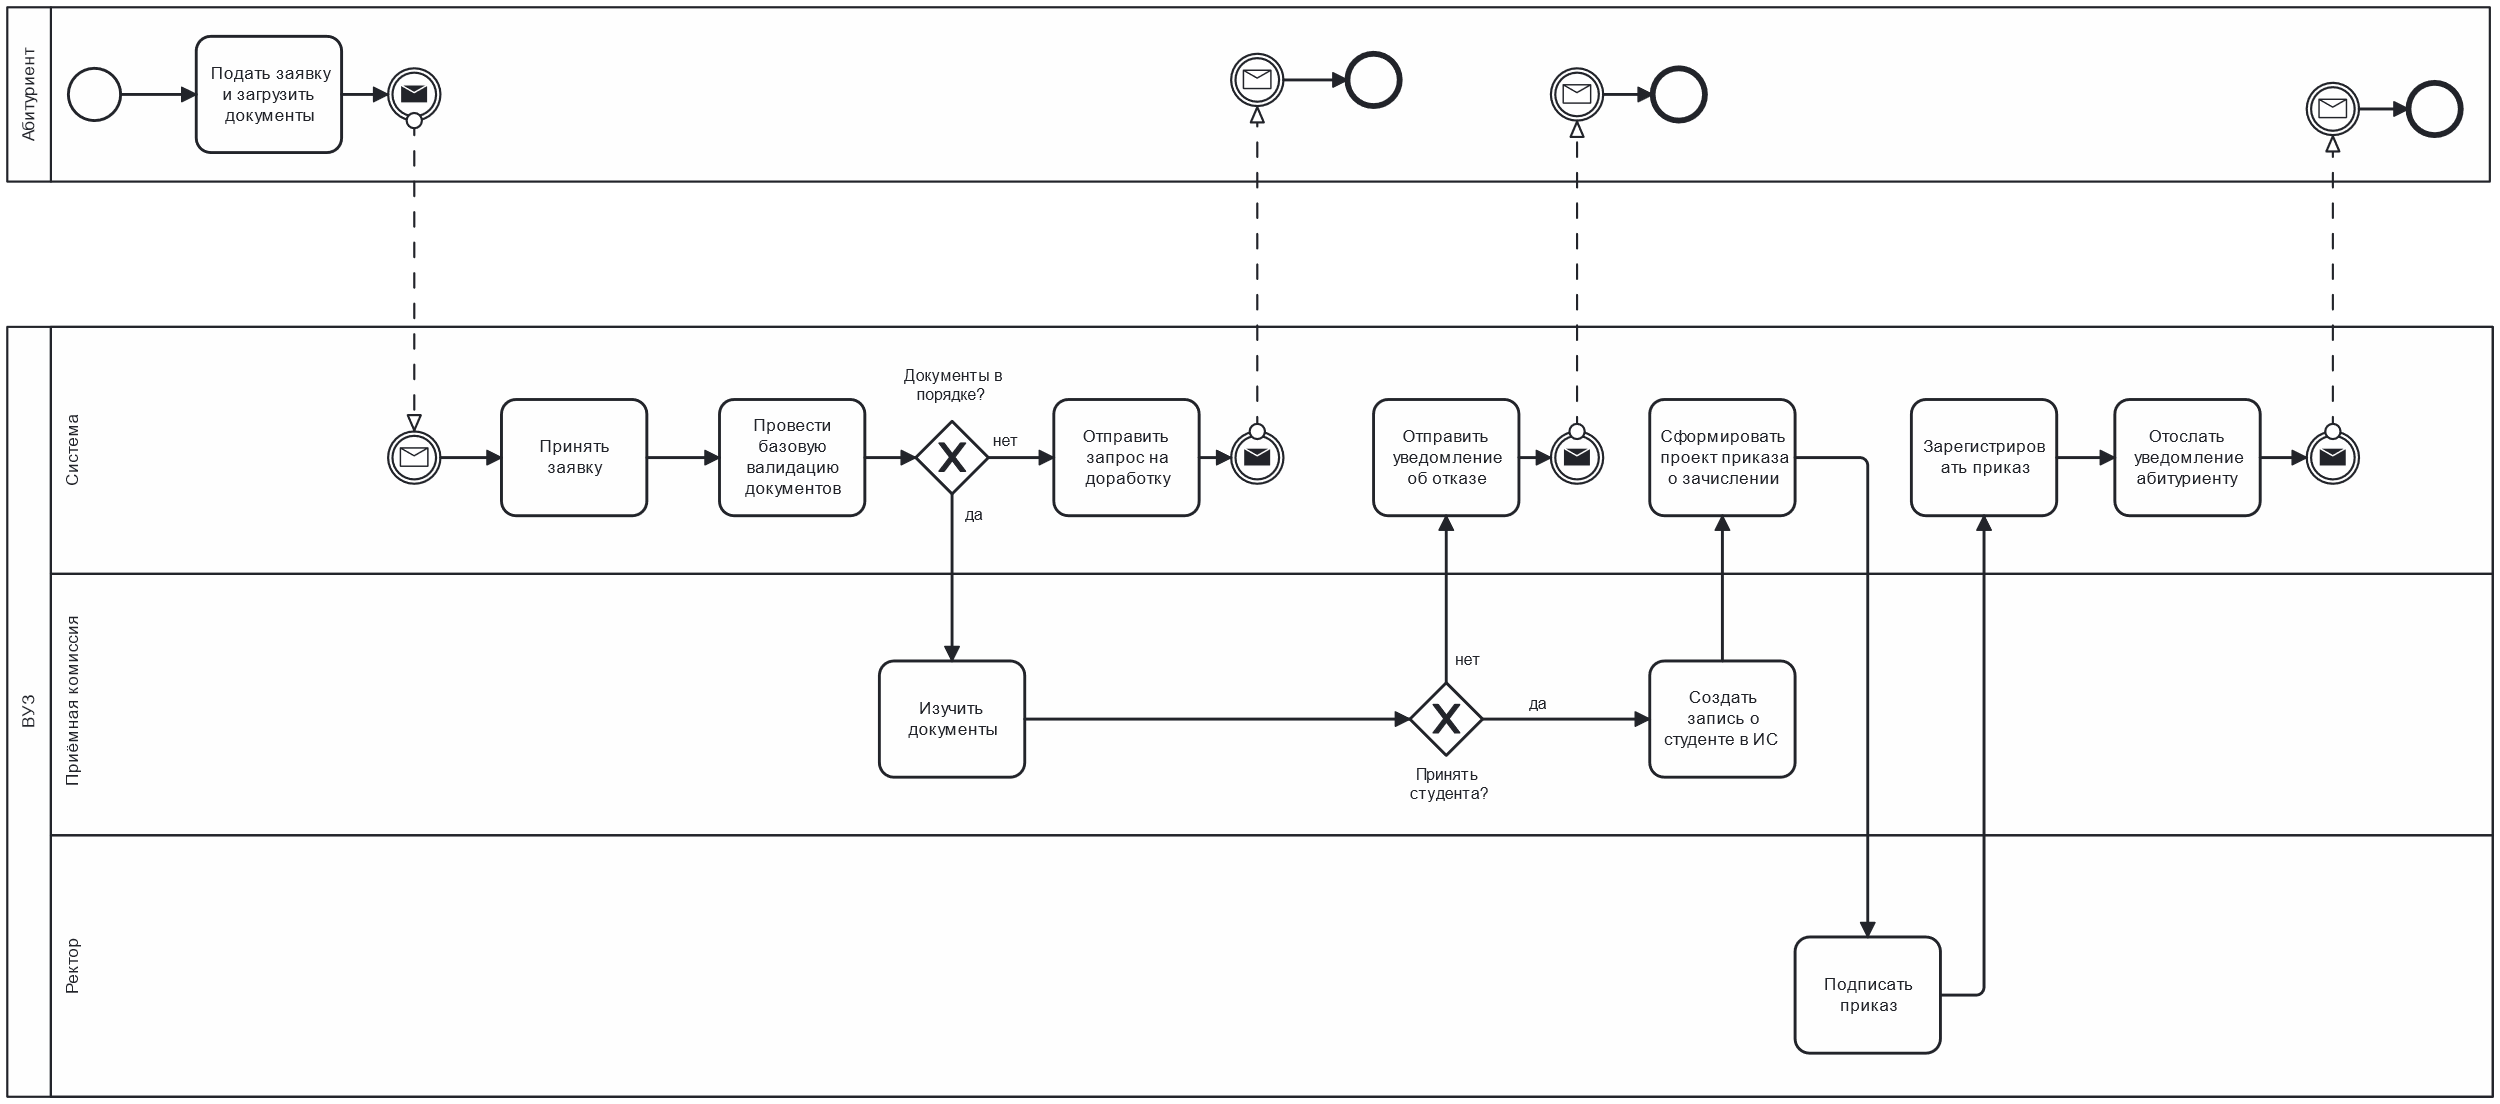 Абитуриент
Подать заявку
и загрузить
документы
ВУЗ
Система
Принять
заявку
Провести
базовую
валидацию
документов
Документы в
порядке?
нет
да
Отправить
запрос на
доработку
Отправить
уведомление
об отказе
Сформировать
проект приказа
о зачислении
Зарегистриров
ать приказ
Отослать
уведомление
абитуриенту
Приёмная комиссия
Изучить
документы
нет
да
Принять
студента?
Создать
запись о
студенте в ИС
Ректор
Подписать
приказ